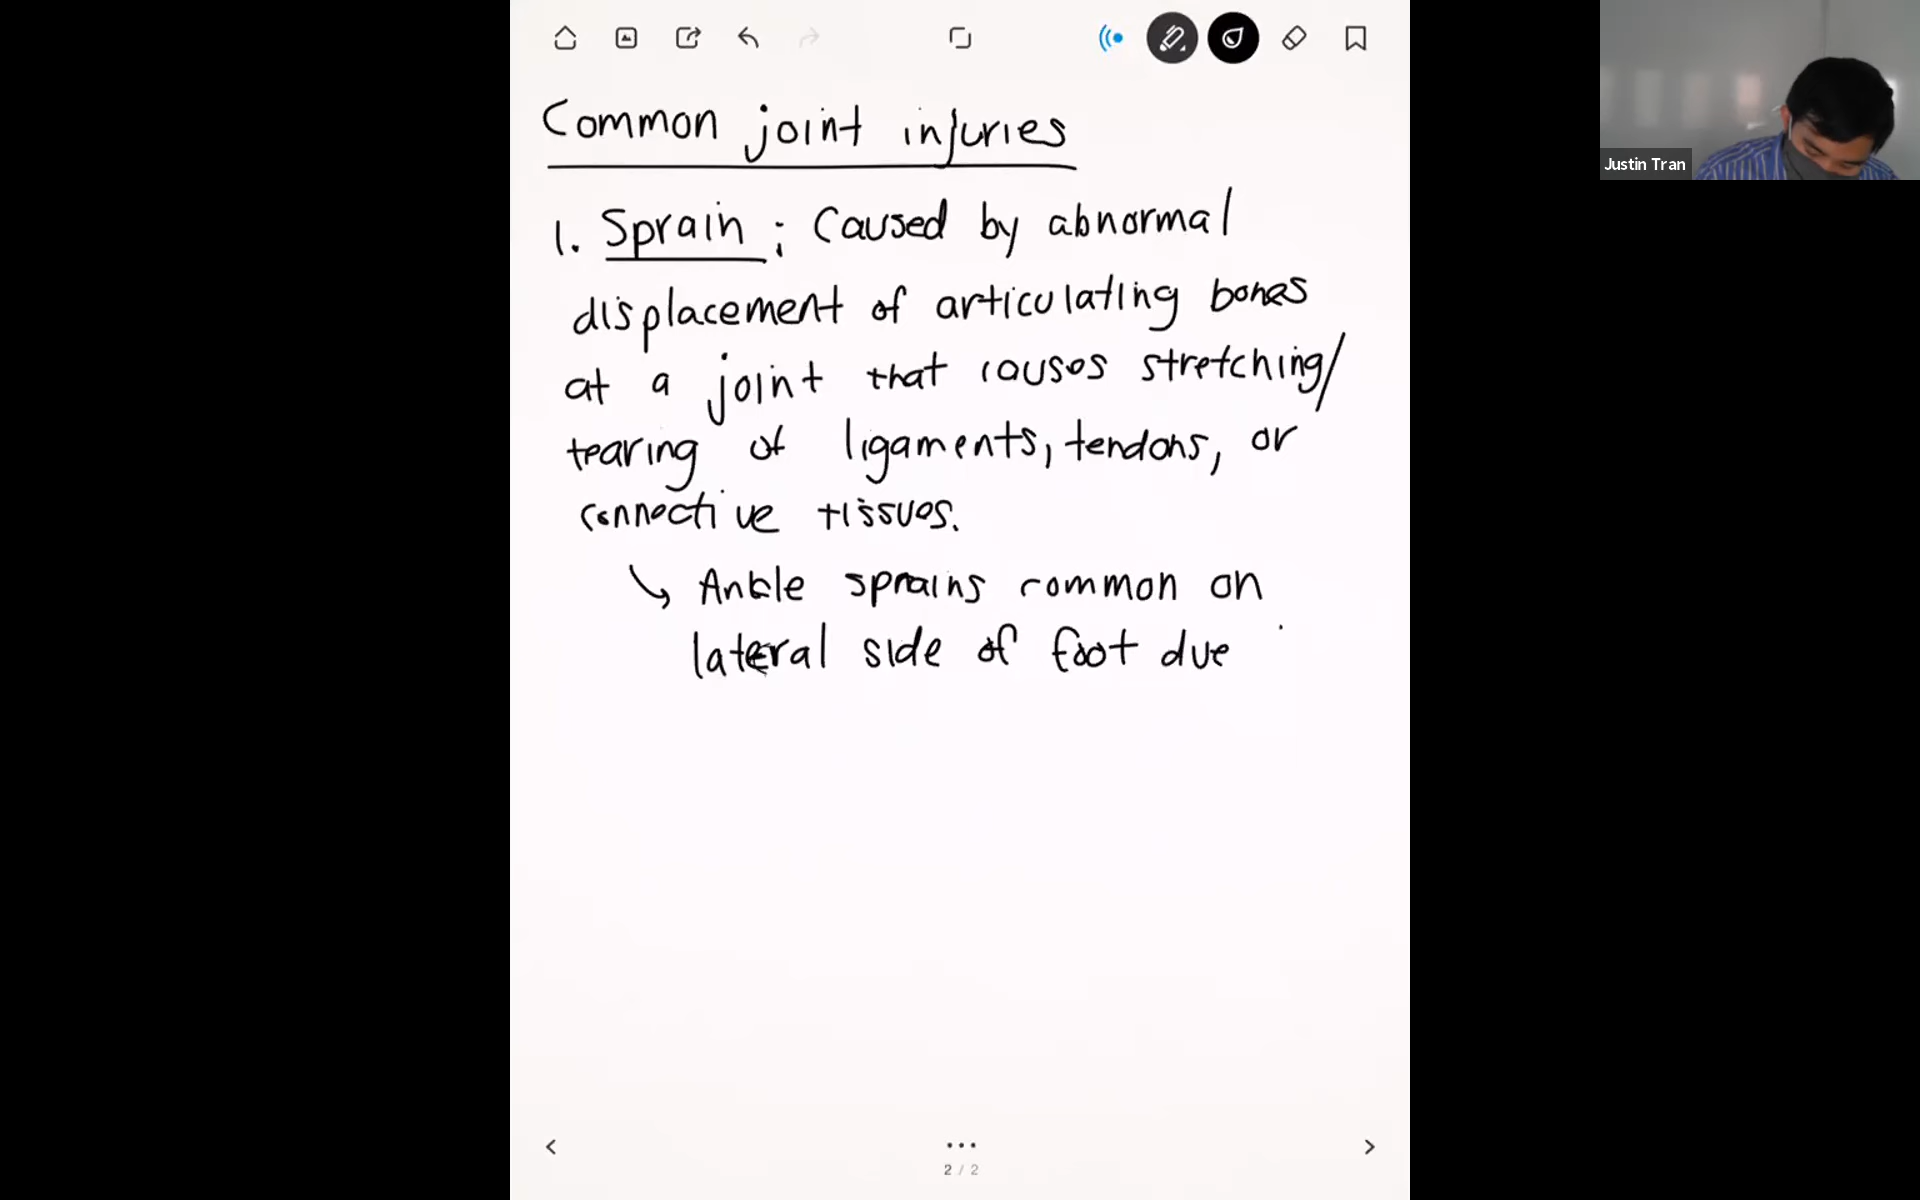 Common joint injuries
1. Sprain: Caused by abnormal
displacement of articulating bones
at a joint that causes stretching/
tearing of ligaments, tendons, or
connective tissues.
Ankle sprains common on
lateral side of foot due
2 / 2
Justin Tran